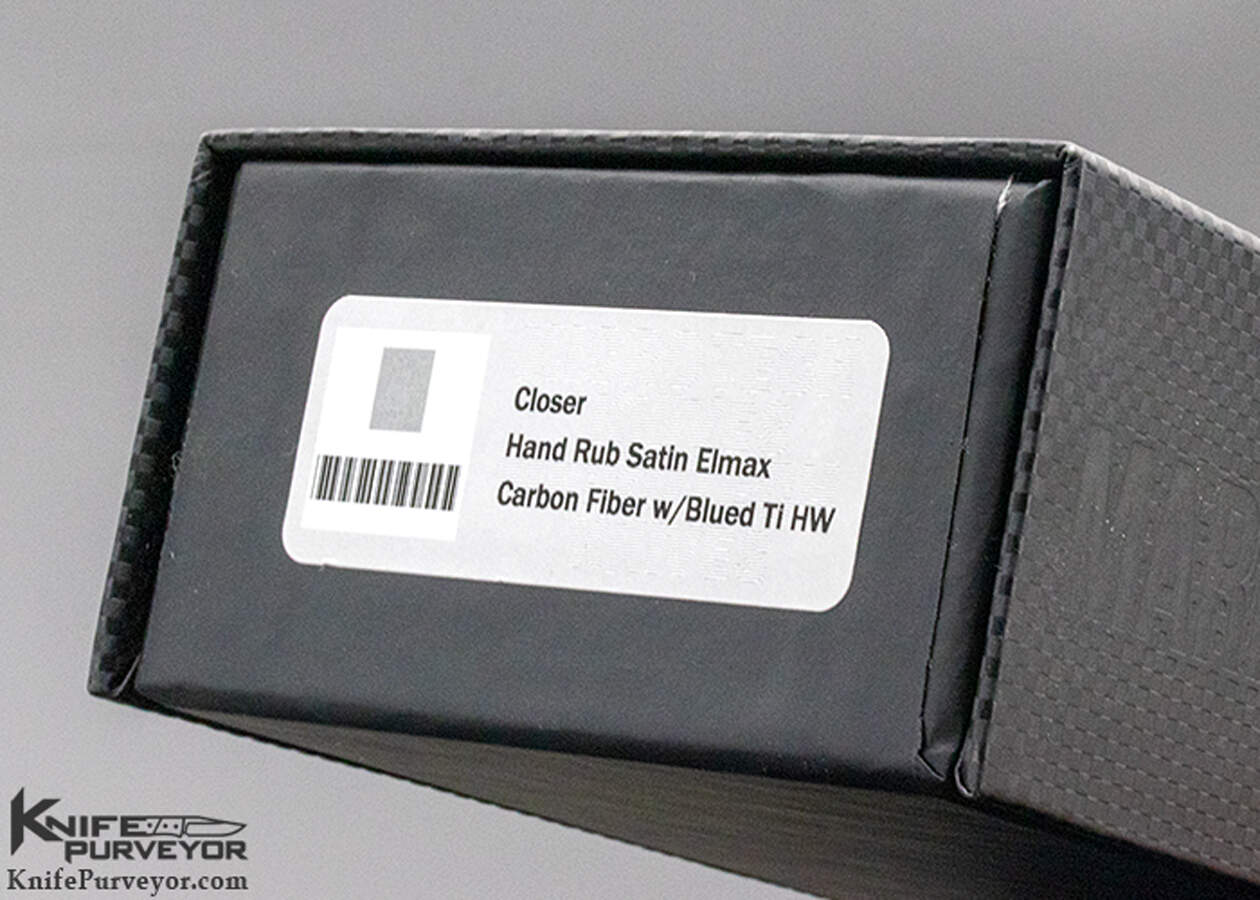 Closer
Hand Rub Satin Elmax
Carbon Fiber w/Blued Ti HW
KNIFE
PURVEYOR
KnifePurveyor.com